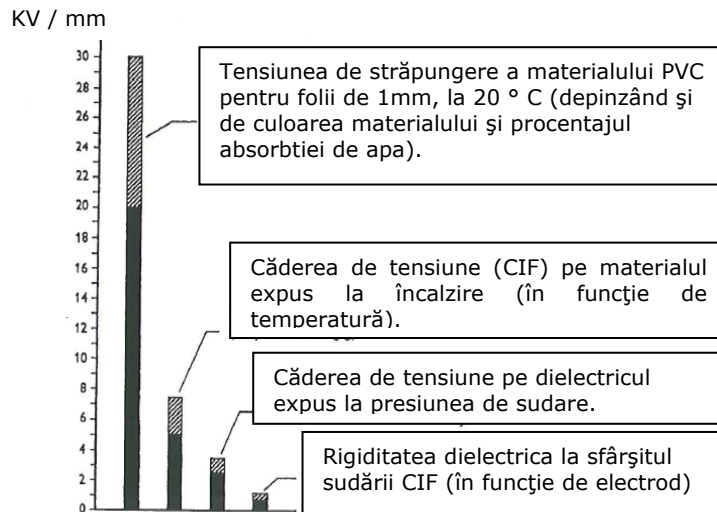 KV / mm
30
28
26
24
22
20
18
16
14
12
10
8
6
4
2
0
Tensiunea de străpungere a materialului PVC
pentru folii de 1mm, la 20 ° C (depinzând şi
de culoarea materialului şi procentajul
absorbtiei de apa).
Căderea de tensiune (CIF) pe materialul
expus la încalzire (în funcţie de
temperatură).
Căderea de tensiune pe dielectricul
expus la presiunea de sudare.
Rigiditatea dielectrica la sfârşitul
sudării CIF (în funcţie de electrod)